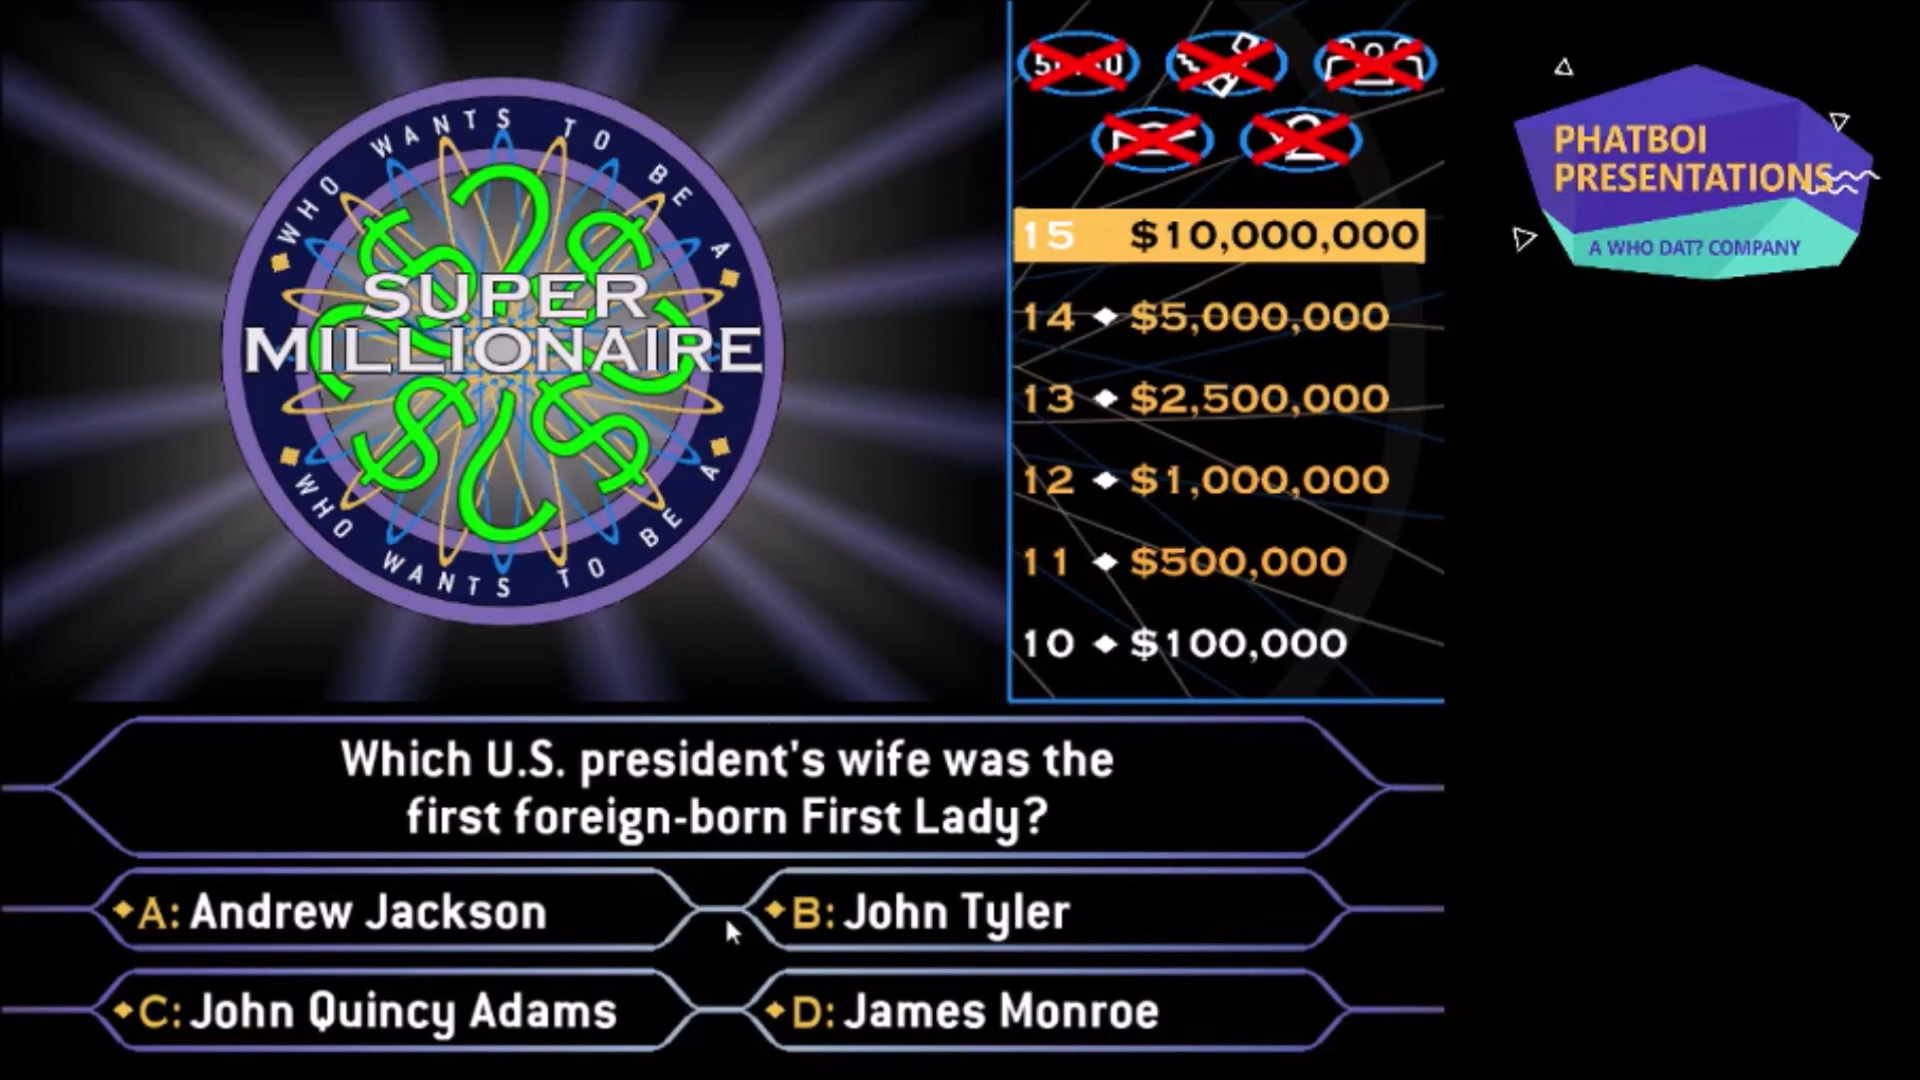 WHO WANTS TO BE A
SUPER
MILLIONAIRE
WHO WANTS TO BE A
15 $10,000,000
14 $5,000,000
13 $2,500,000
12 $1,000,000
11 $500,000
10 $100,000
PHATBOI
PRESENTATIONS
A WHO DAT? COMPANY
Which U.S. president's wife was the
first foreign-born First Lady?
A: Andrew Jackson
B: John Tyler
C: John Quincy Adams
D: James Monroe